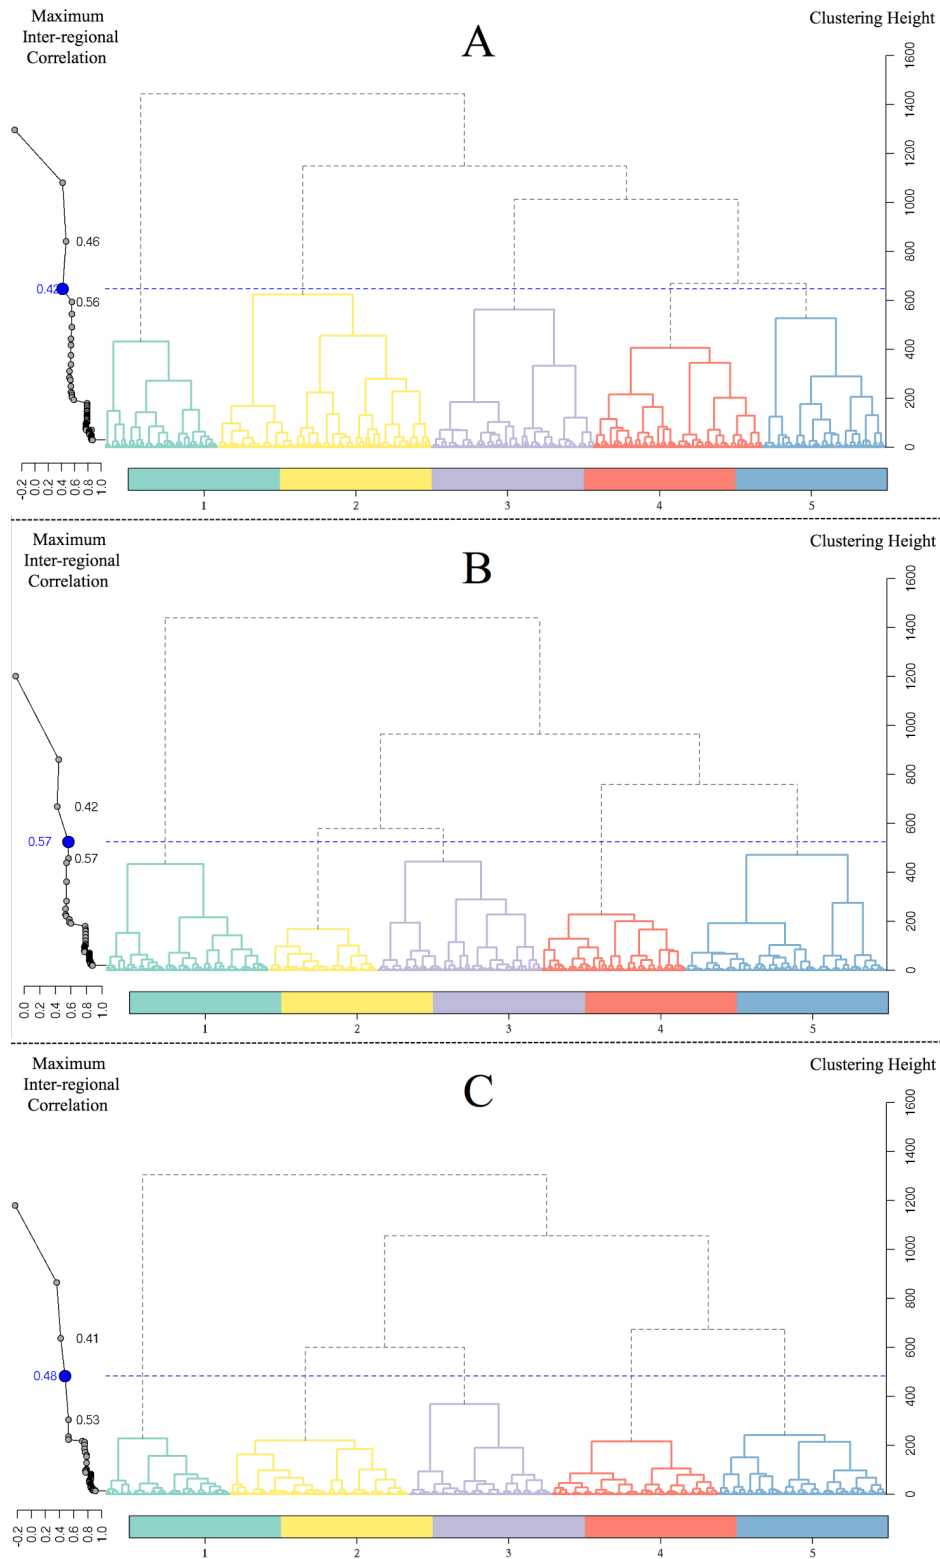 Maximum
Inter-regional
Correlation
A
Clustering Height
1600
1400
1200
1000
800
600
400
200
0
0.46
0.42
0.56
-0.2 0.0 0.2 0.4 0.6 0.8 1.0
1 2 3 4 5
Maximum
Inter-regional
Correlation
B
Clustering Height
1600
1400
1200
1000
800
600
400
200
0
0.42
0.57
0.57
0.0 0.2 0.4 0.6 0.8 1.0
1 2 3 4 5
Maximum
Inter-regional
Correlation
C
Clustering Height
1600
1400
1200
1000
800
600
400
200
0
0.41
0.48
0.53
-0.2 0.0 0.2 0.4 0.6 0.8 1.0
1 2 3 4 5